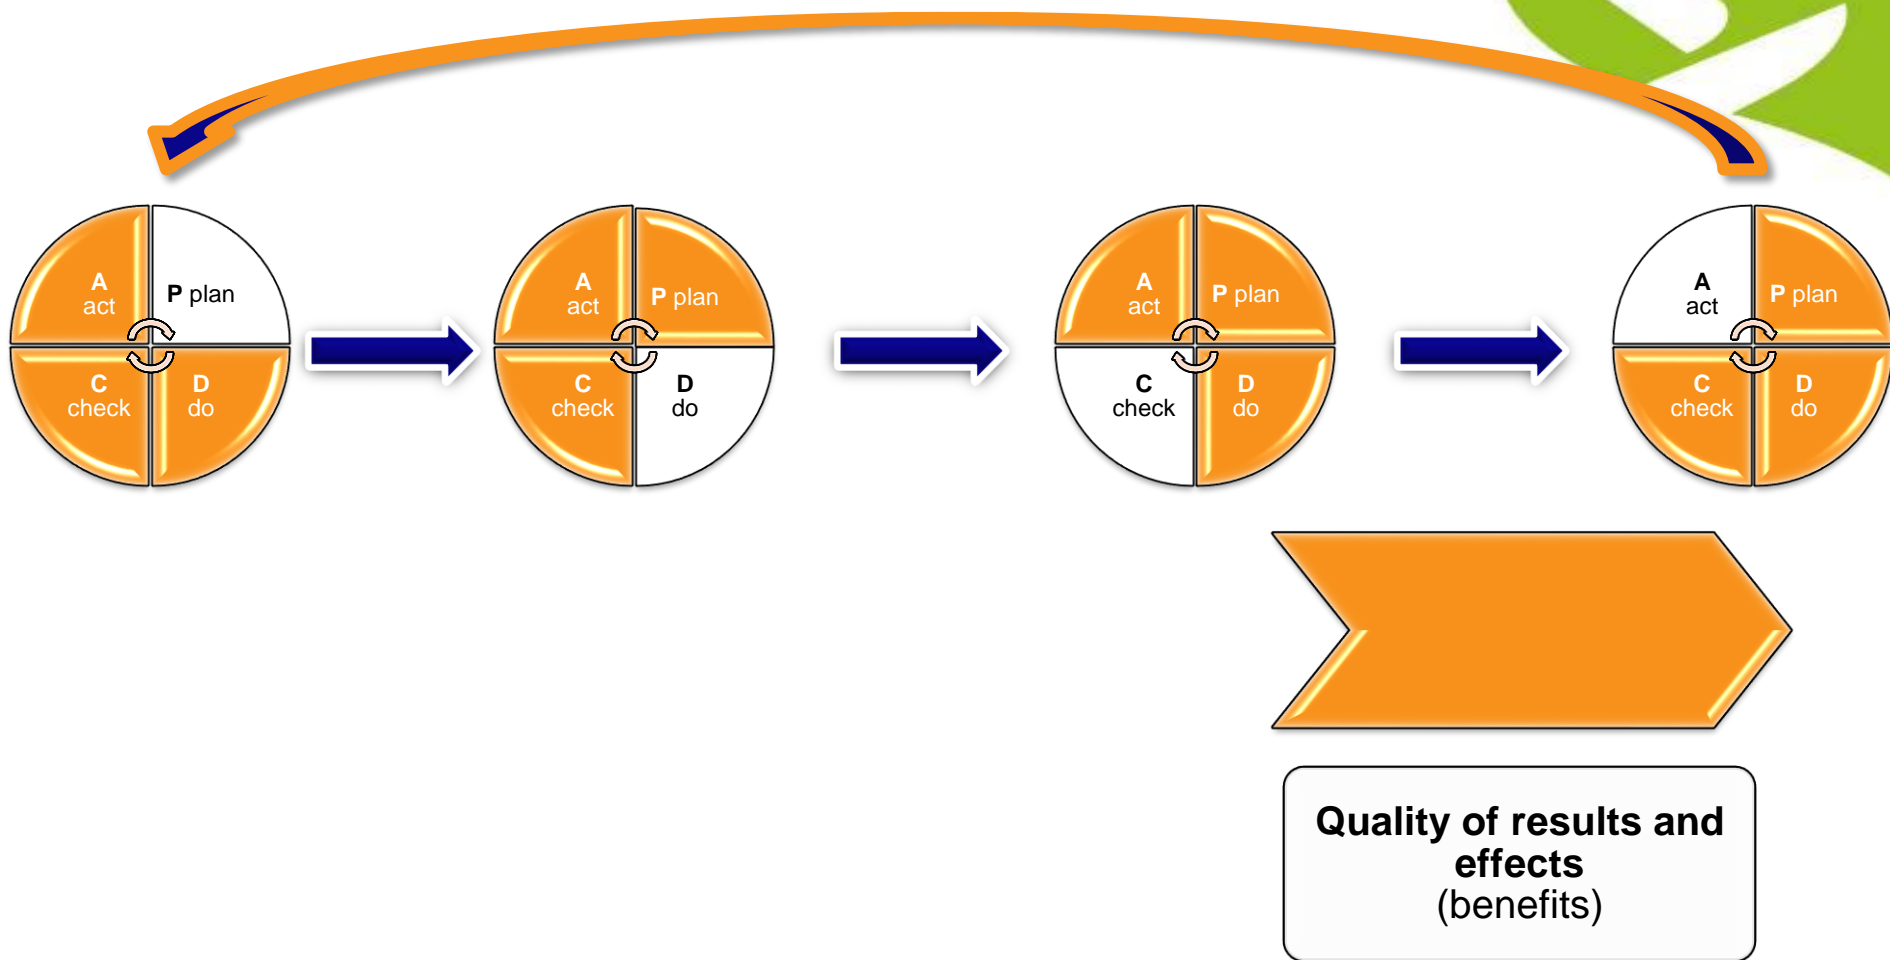 A
act
P plan
C
check
D
do
A
act
P plan
C
check
D
do
A
act
P plan
C
check
D
do
A
act
P plan
C
check
D
do
Quality of results and
effects
(benefits)